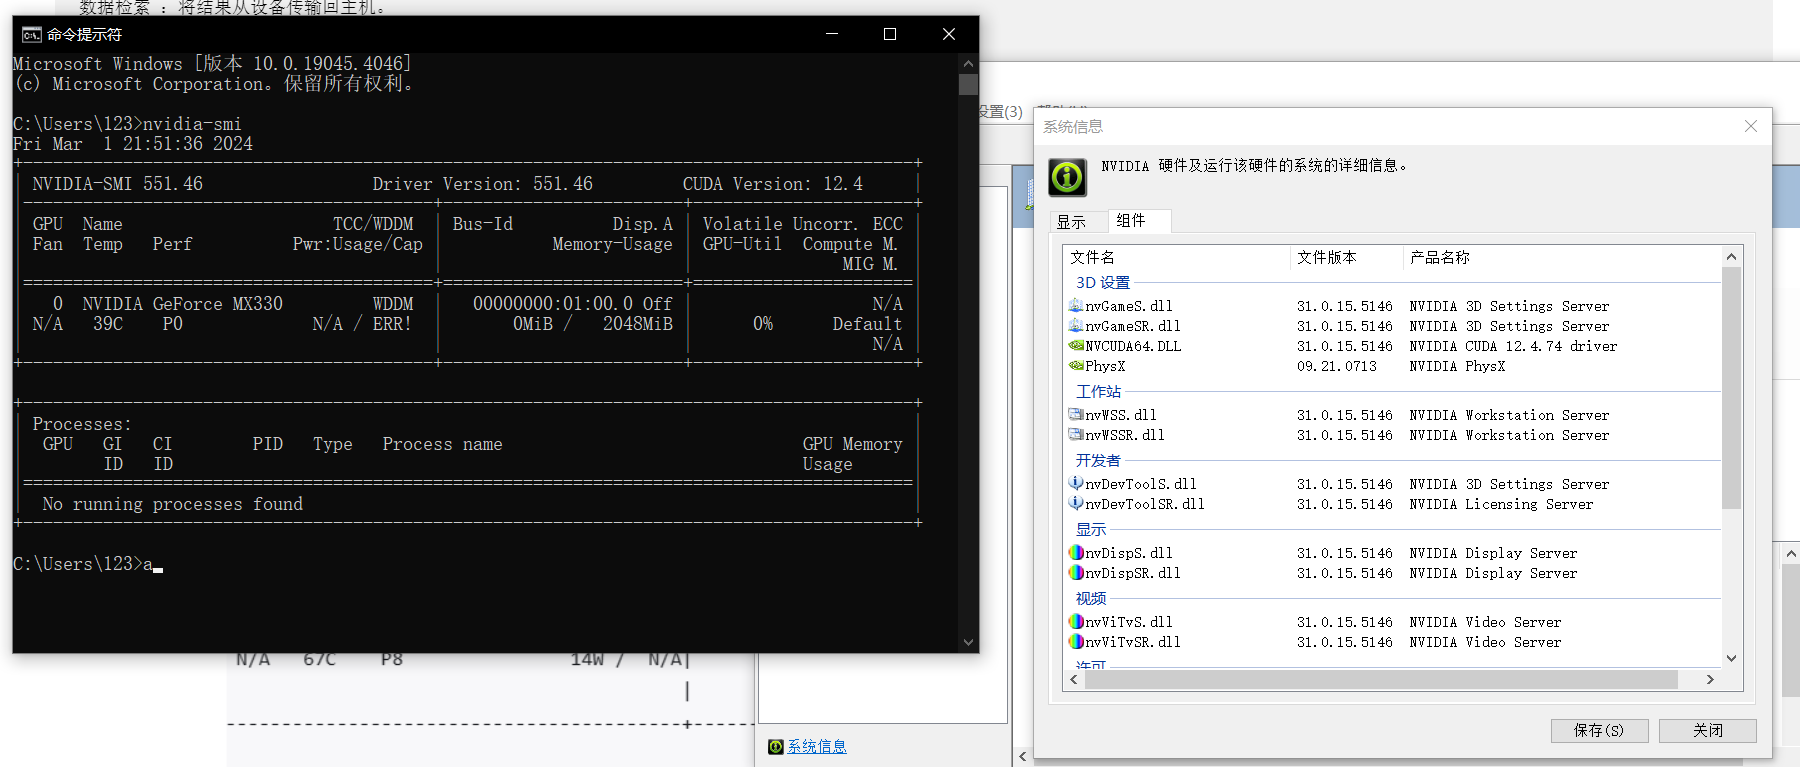 数据检索 ：将结果从设备传输回主机。
命令提示符
Microsoft Windows [版本 10.0.19045.4046]
(c) Microsoft Corporation。保留所有权利。
C:\Users\123>nvidia-smi
Fri Mar  1 21:51:36 2024
NVIDIA-SMI 551.46 Driver Version: 551.46 CUDA Version: 12.4
GPU Name TCC/WDDM | Bus-Id Disp.A | Volatile Uncorr. ECC
Fan Temp Perf Pwr:Usage/Cap | Memory-Usage | GPU-Util Compute M.
MIG M.
0 NVIDIA GeForce MX330 WDDM | 00000000:01:00.0 Off | N/A
N/A 39C P0 N/A / ERR! | 0MiB / 2048MiB | 0% Default
N/A
Processes:
GPU GI CI PID Type Process name GPU Memory
ID ID Usage
No running processes found
C:\Users\123>a
N/A 67C P8 14W / N/A|
设置(3)
系统信息
系统信息
NVIDIA 硬件及运行该硬件的系统的详细信息。
显示 组件
文件名 文件版本 产品名称
3D 设置
nvGameS.dll 31.0.15.5146 NVIDIA 3D Settings Server
nvGameSR.dll 31.0.15.5146 NVIDIA 3D Settings Server
NVCUDA64.DLL 31.0.15.5146 NVIDIA CUDA 12.4.74 driver
PhysX 09.21.0713 NVIDIA PhysX
工作站
nvWSS.dll 31.0.15.5146 NVIDIA Workstation Server
nvWSSR.dll 31.0.15.5146 NVIDIA Workstation Server
开发者
nvDevToolS.dll 31.0.15.5146 NVIDIA 3D Settings Server
nvDevToolSR.dll 31.0.15.5146 NVIDIA Licensing Server
显示
nvDispS.dll 31.0.15.5146 NVIDIA Display Server
nvDispSR.dll 31.0.15.5146 NVIDIA Display Server
视频
nvViTvS.dll 31.0.15.5146 NVIDIA Video Server
nvViTvSR.dll 31.0.15.5146 NVIDIA Video Server
许可
保存(S) 关闭